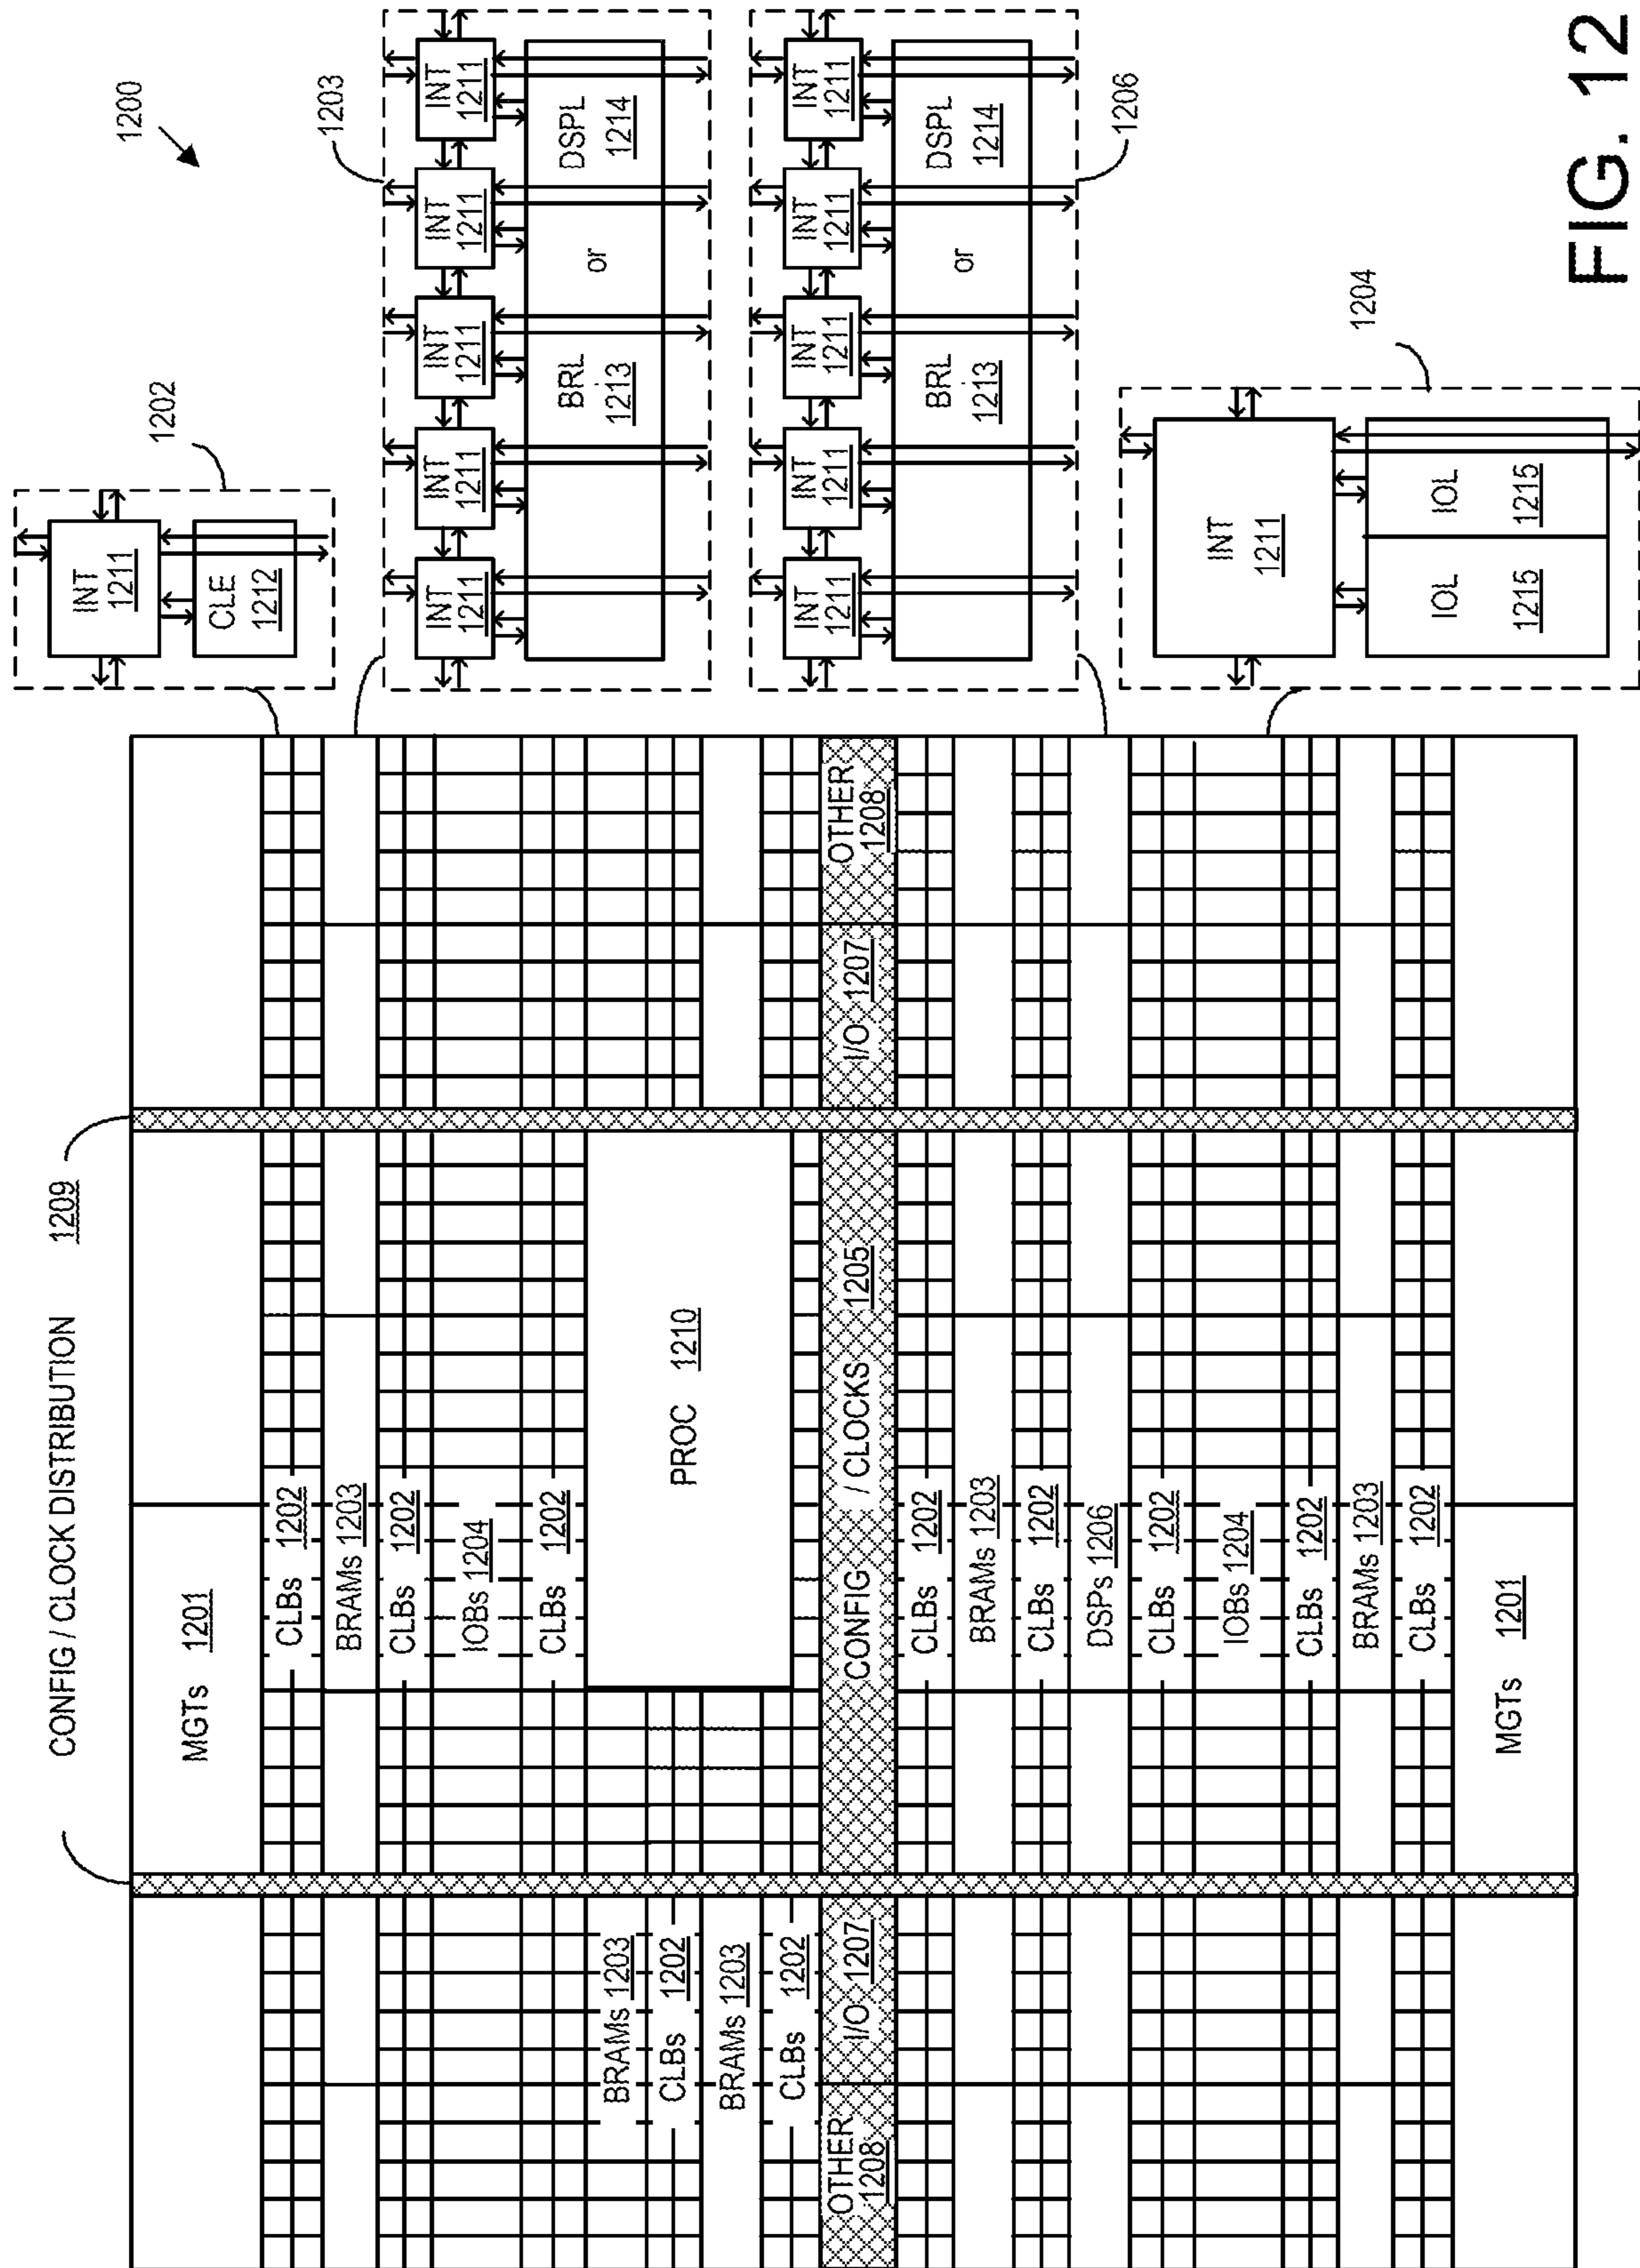 FIG. 12
1200
CONFIG / CLOCK DISTRIBUTION 1209
MGTs 1201
CLBs 1202
BRAMs 1203
CLBs 1202
IOBs 1204
CLBs 1202
PROC 1210
BRAMs 1203
CLBs 1202
BRAMs 1203
CLBs 1202
OTHER
1208
I/O 1207
CONFIG / CLOCKS 1205
I/O 1207
OTHER
1208
CLBs 1202
BRAMs 1203
CLBs 1202
DSPs 1206
CLBs 1202
IOBs 1204
CLBs 1202
BRAMs 1203
CLBs 1202
MGTs 1201
1202
INT
1211
CLE
1212
1203
INT
1211
INT
1211
INT
1211
INT
1211
INT
1211
BRL
1213
or
DSPL
1214
1206
INT
1211
INT
1211
INT
1211
INT
1211
INT
1211
BRL
1213
or
DSPL
1214
1204
INT
1211
IOL
1215
IOL
1215